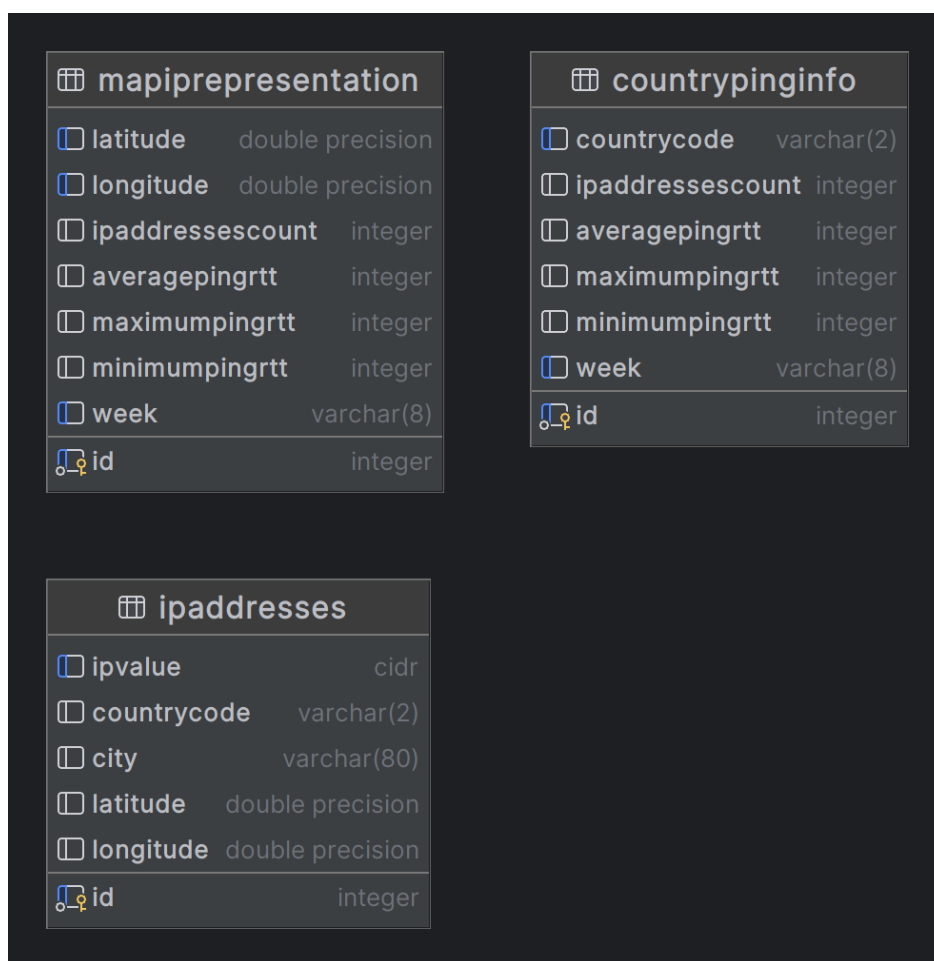 mapiprepresentation
latitude double precision
longitude double precision
ipaddressescount integer
averagepingrtt integer
maximumpingrtt integer
minimumpingrtt integer
week varchar(8)
id integer
countrypinginfo
countrycode varchar(2)
ipaddressescount integer
averagepingrtt integer
maximumpingrtt integer
minimumpingrtt integer
week varchar(8)
id integer
ipaddresses
ipvalue cidr
countrycode varchar(2)
city varchar(80)
latitude double precision
longitude double precision
id integer